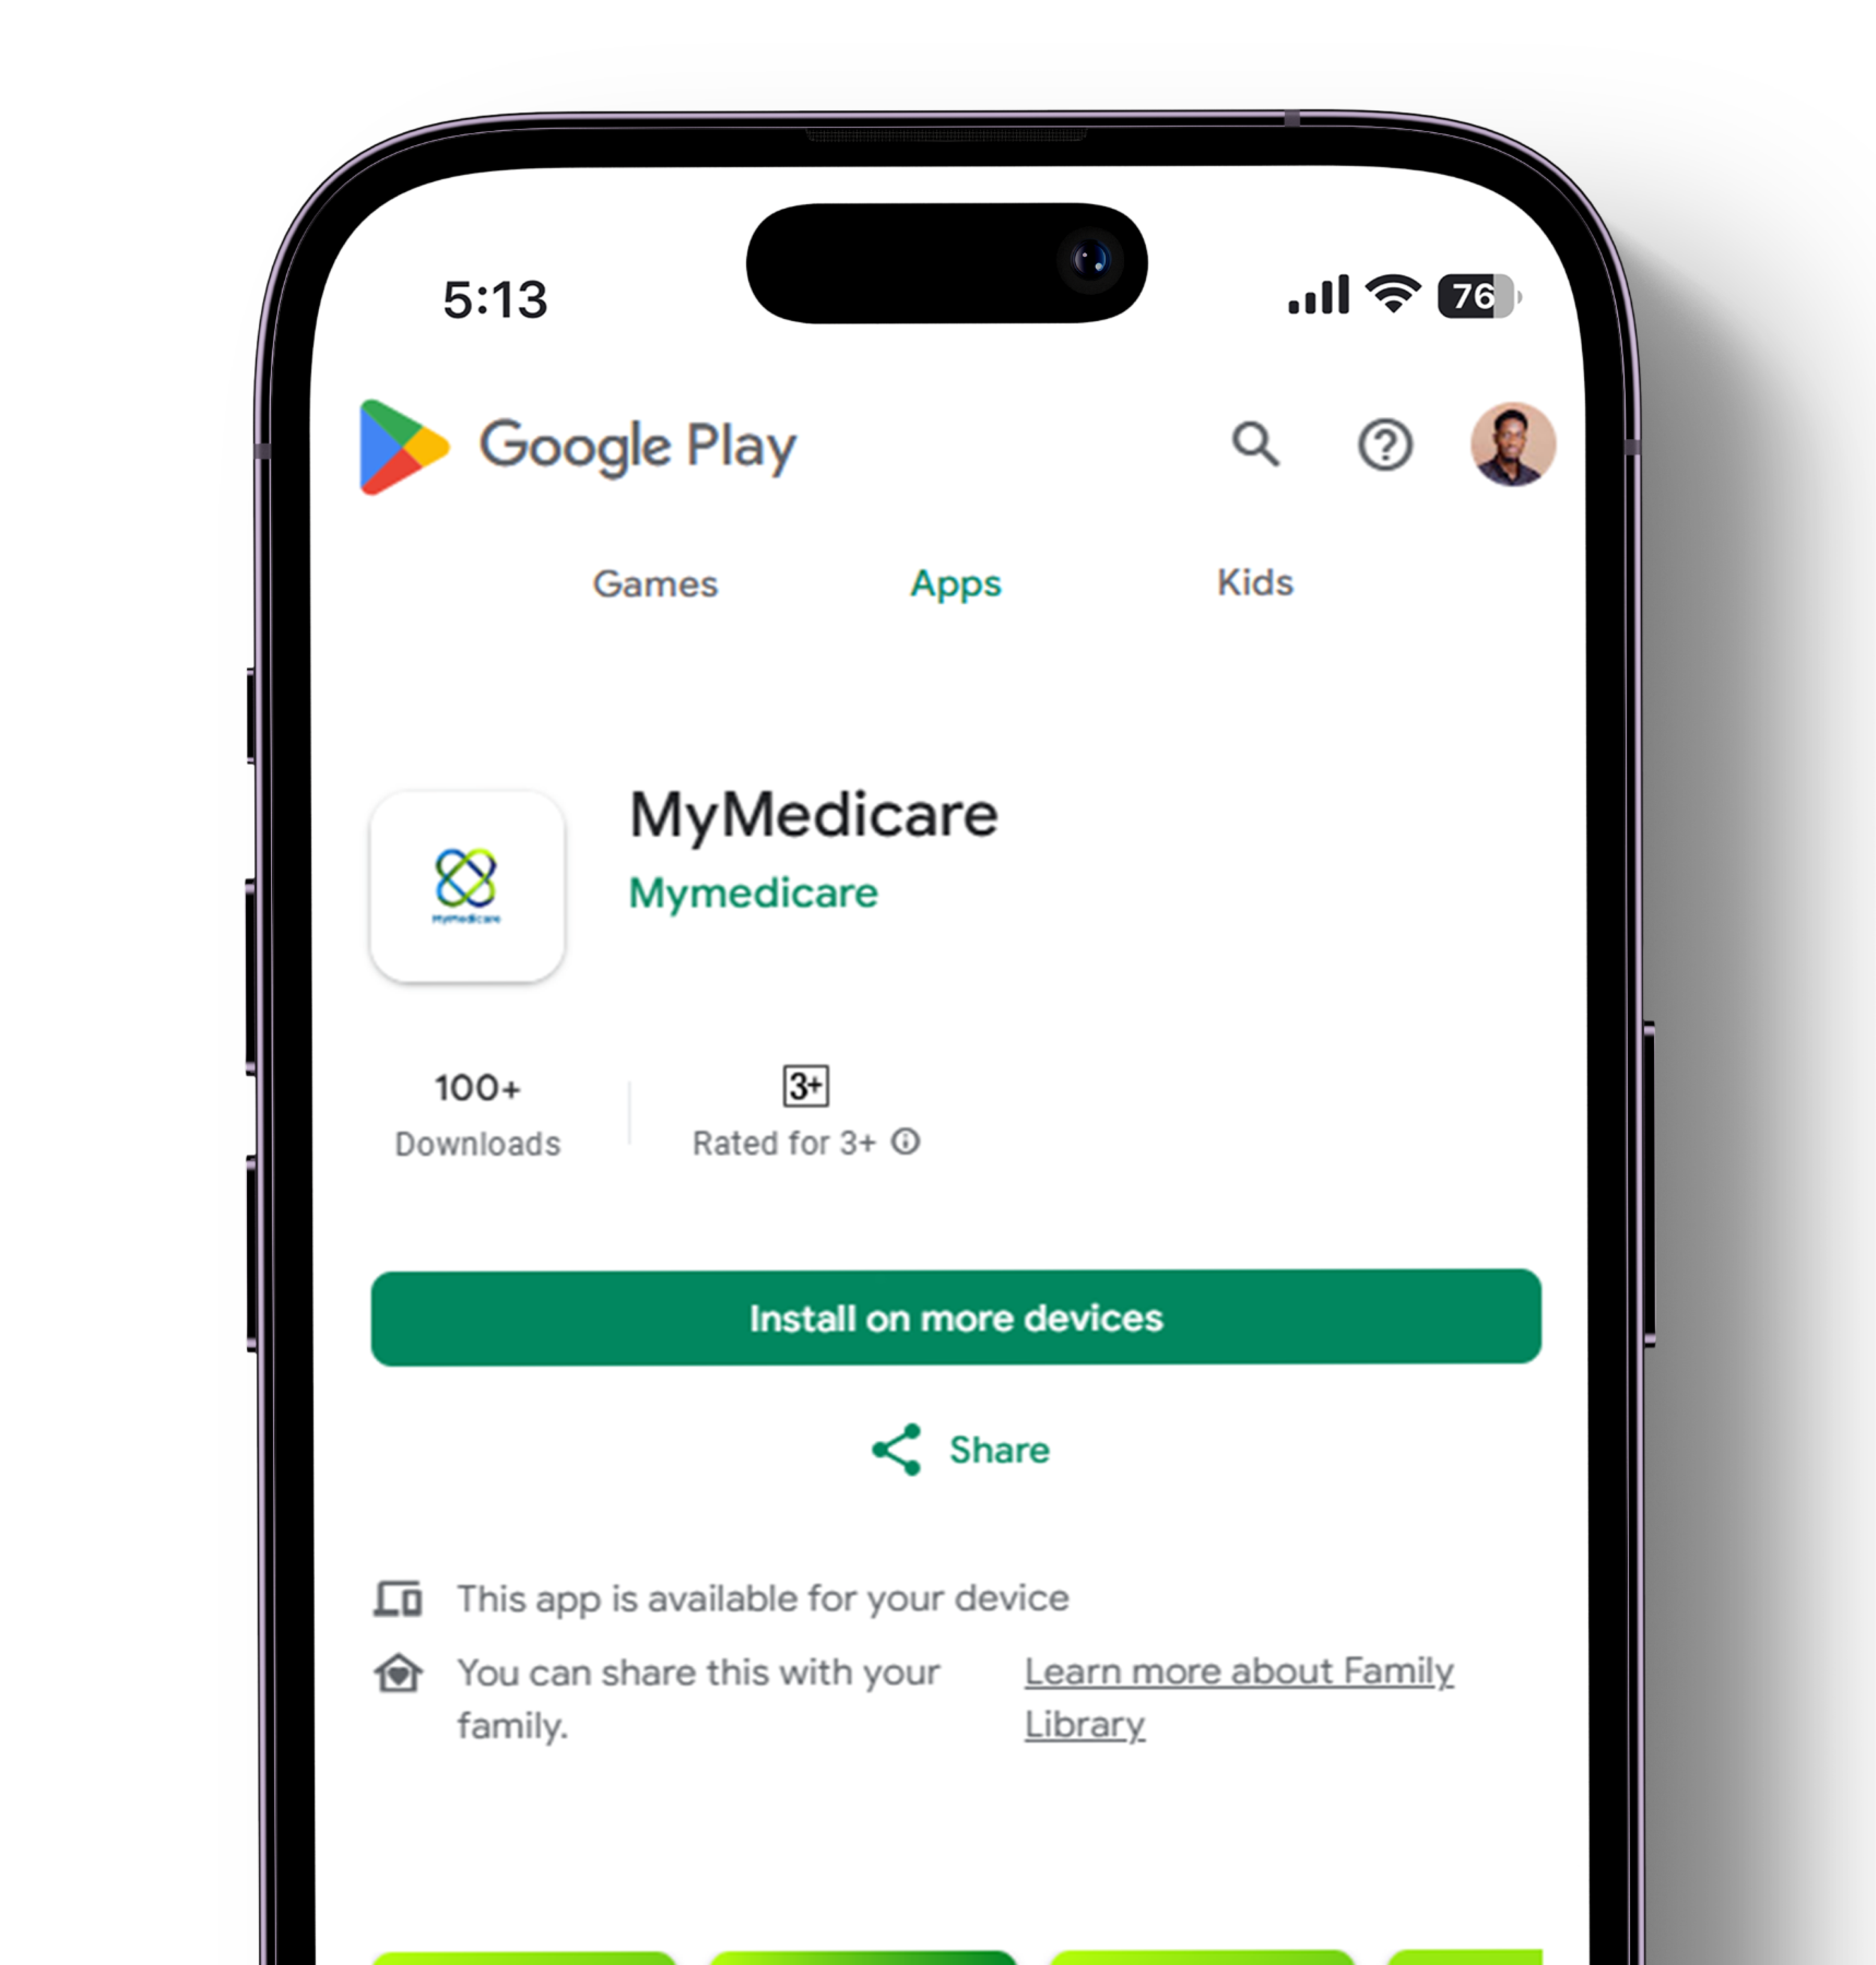 5:13
76
Google Play
Games
Apps
Kids
MyMedicare
Mymedicare
MyMedicare
100+
Downloads
3+
Rated for 3+
Install on more devices
Share
This app is available for your device
You can share this with your
family.
Learn more about Family
Library